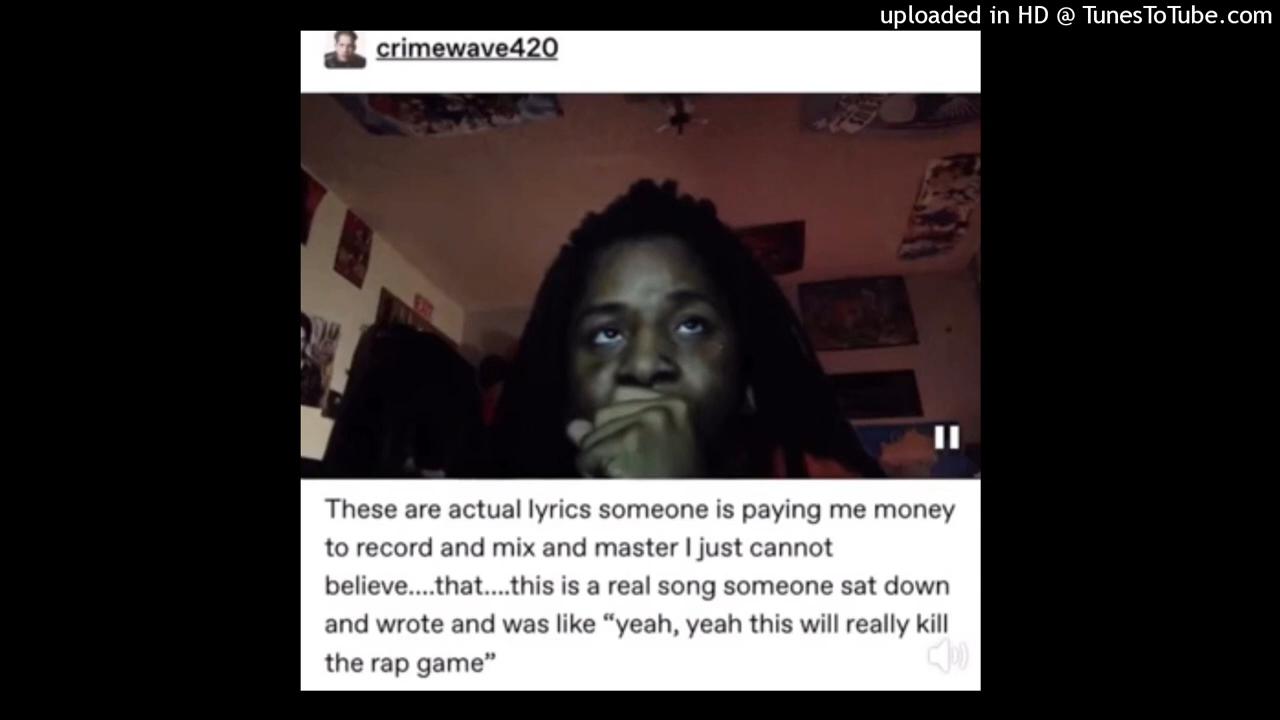 uploaded in HD @ TunesToTube.com
crimewave420
These are actual lyrics someone is paying me money
to record and mix and master I just cannot
believe....that....this is a real song someone sat down
and wrote and was like “yeah, yeah this will really kill
the rap game”